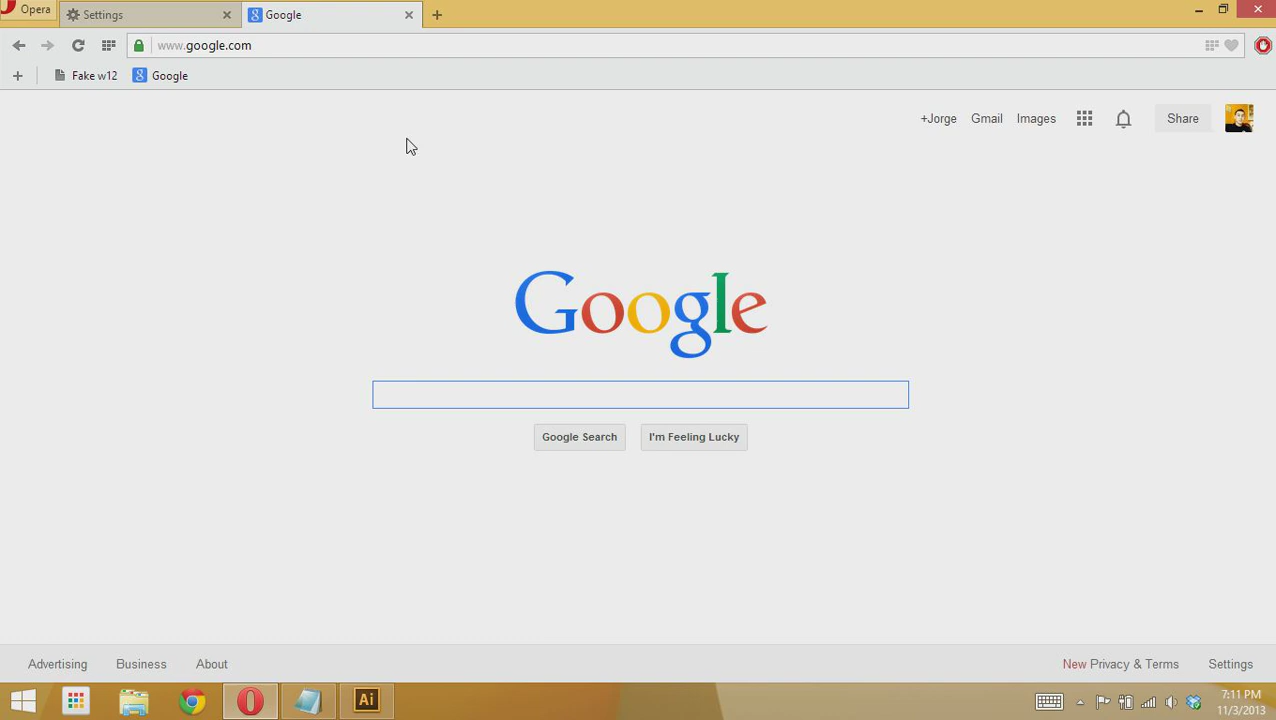 Opera
Settings
Google
www.google.com
Fake w12
Google
+Jorge
Gmail
Images
Share
Google
Google Search
I'm Feeling Lucky
Advertising
Business
About
New Privacy & Terms
Settings
Ai
7:11 PM
11/3/2013